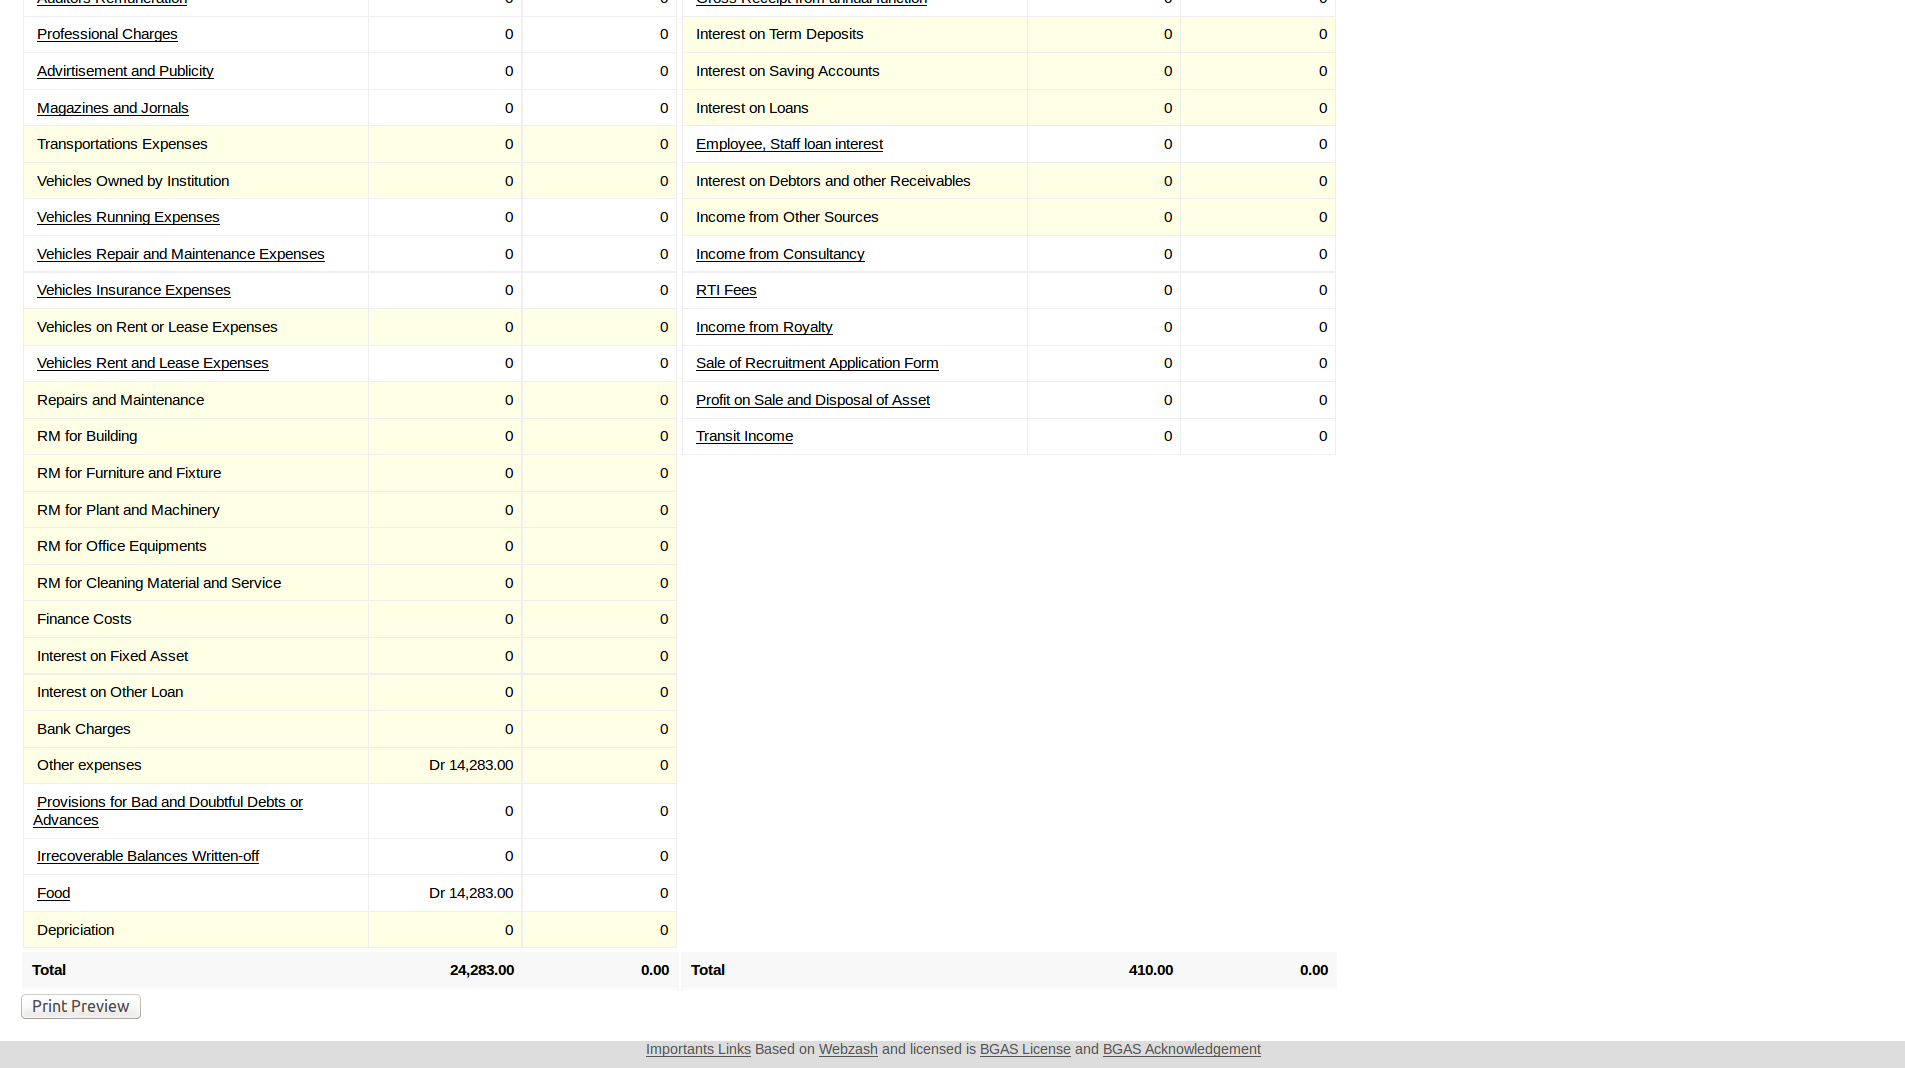 Auditors Remuneration 0 0
Professional Charges 0 0
Advirtisement and Publicity 0 0
Magazines and Jornals 0 0
Transportations Expenses 0 0
Vehicles Owned by Institution 0 0
Vehicles Running Expenses 0 0
Vehicles Repair and Maintenance Expenses 0 0
Vehicles Insurance Expenses 0 0
Vehicles on Rent or Lease Expenses 0 0
Vehicles Rent and Lease Expenses 0 0
Repairs and Maintenance 0 0
RM for Building 0 0
RM for Furniture and Fixture 0 0
RM for Plant and Machinery 0 0
RM for Office Equipments 0 0
RM for Cleaning Material and Service 0 0
Finance Costs 0 0
Interest on Fixed Asset 0 0
Interest on Other Loan 0 0
Bank Charges 0 0
Other expenses Dr 14,283.00 0
Provisions for Bad and Doubtful Debts or
Advances 0 0
Irrecoverable Balances Written-off 0 0
Food Dr 14,283.00 0
Depriciation 0 0
Total 24,283.00 0.00
Gross Receipt from annual function 0 0
Interest on Term Deposits 0 0
Interest on Saving Accounts 0 0
Interest on Loans 0 0
Employee, Staff loan interest 0 0
Interest on Debtors and other Receivables 0 0
Income from Other Sources 0 0
Income from Consultancy 0 0
RTI Fees 0 0
Income from Royalty 0 0
Sale of Recruitment Application Form 0 0
Profit on Sale and Disposal of Asset 0 0
Transit Income 0 0
Total 410.00 0.00
Print Preview
Importants Links Based on Webzash and licensed is BGAS License and BGAS Acknowledgement